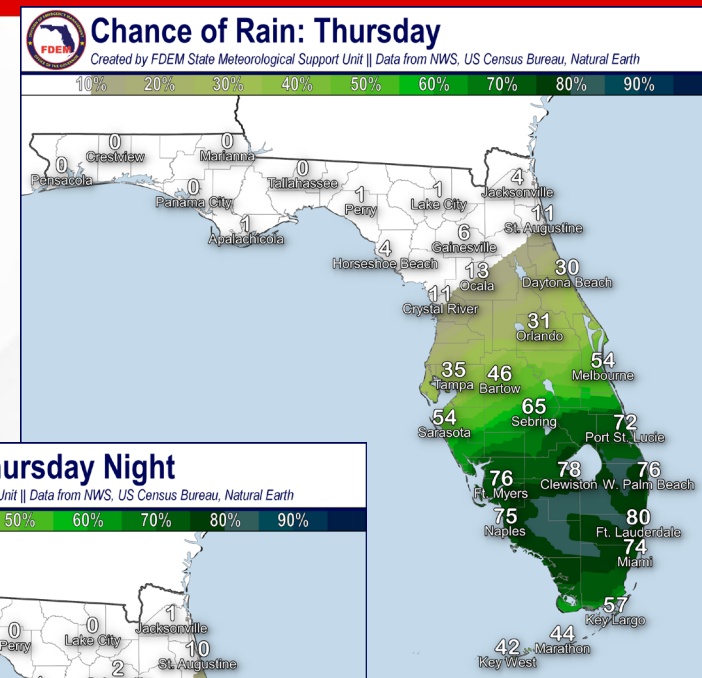 FDEM
Chance of Rain: Thursday
Created by FDEM State Meteorological Support Unit || Data from NWS, US Census Bureau, Natural Earth
10% 20% 30% 40% 50% 60% 70% 80% 90%
0
Crestview
0
Marianna
0
Pensacola
0
Tallahassee
0
Panama City
1
Perry
1
Lake City
4
Jacksonville
1
Apalachicola
11
St. Augustine
6
Gainesville
4
Horseshoe Beach
13
Ocala
30
Daytona Beach
11
Crystal River
31
Orlando
35
Tampa
46
Bartow
54
Melbourne
54
Sarasota
65
Sebring
72
Port St. Lucie
76
Ft. Myers
78
Clewiston
76
W. Palm Beach
75
Naples
80
Ft. Lauderdale
74
Miami
57
Key Largo
44
Marathon
42
Key West
ursday Night
Unit || Data from NWS, US Census Bureau, Natural Earth
50% 60% 70% 80% 90%
0
Perry
0
Lake City
1
Jacksonville
10
St. Augustine
2